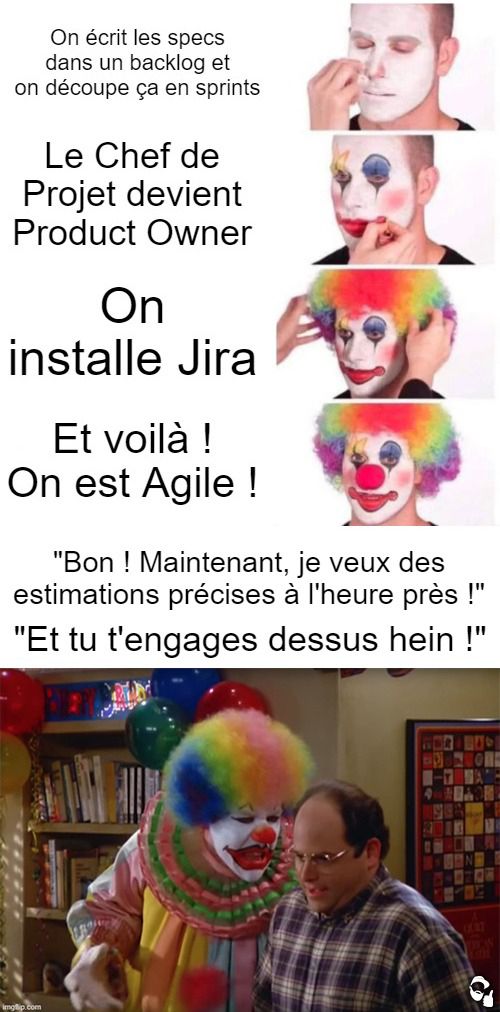 On écrit les specs
dans un backlog et
on découpe ça en sprints
Le Chef de
Projet devient
Product Owner
On
installe Jira
Et voilà !
On est Agile !
"Bon ! Maintenant, je veux des
estimations précises à l'heure près !"
"Et tu t'engages dessus hein !"
imgflip.com